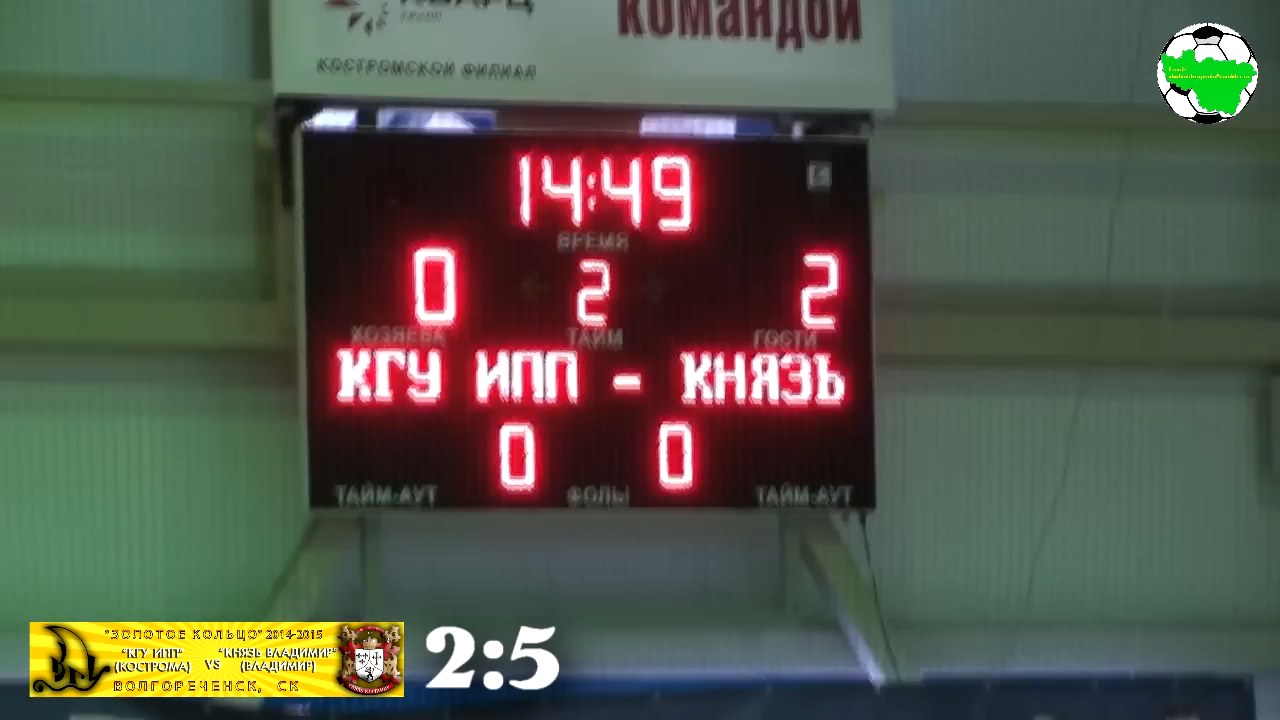 командой
КОСТРОМСКОЙ ФИЛИАЛ
14:49
ВРЕМЯ
0 2 2
ХОЗЯЕВА ТАЙМ ГОСТИ
КГУ ИПП - КНЯЗЬ
0 0
ТАЙМ-АУТ ФОЛЫ ТАЙМ-АУТ
"ЗОЛОТОЕ КОЛЬЦО" 2014-2015
"КГУ ИПП" "КНЯЗЬ ВЛАДИМИР"
(КОСТРОМА) VS (ВЛАДИМИР)
ВОЛГОРЕЧЕНСК, СК
2:5